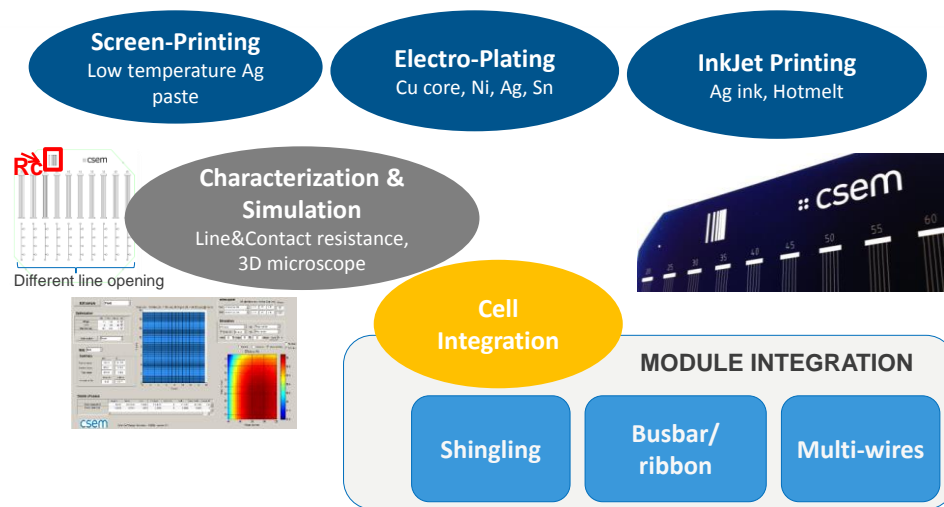 Screen-Printing
Low temperature Ag
paste
Electro-Plating
Cu core, Ni, Ag, Sn
InkJet Printing
Ag ink, Hotmelt
Rc
csem
Characterization &
Simulation
Line&Contact resistance,
3D microscope
Different line opening
csem
20 25 30 35 40 45 50 55 60
csem
Cell
Integration
MODULE INTEGRATION
Shingling
Busbar/
ribbon
Multi-wires